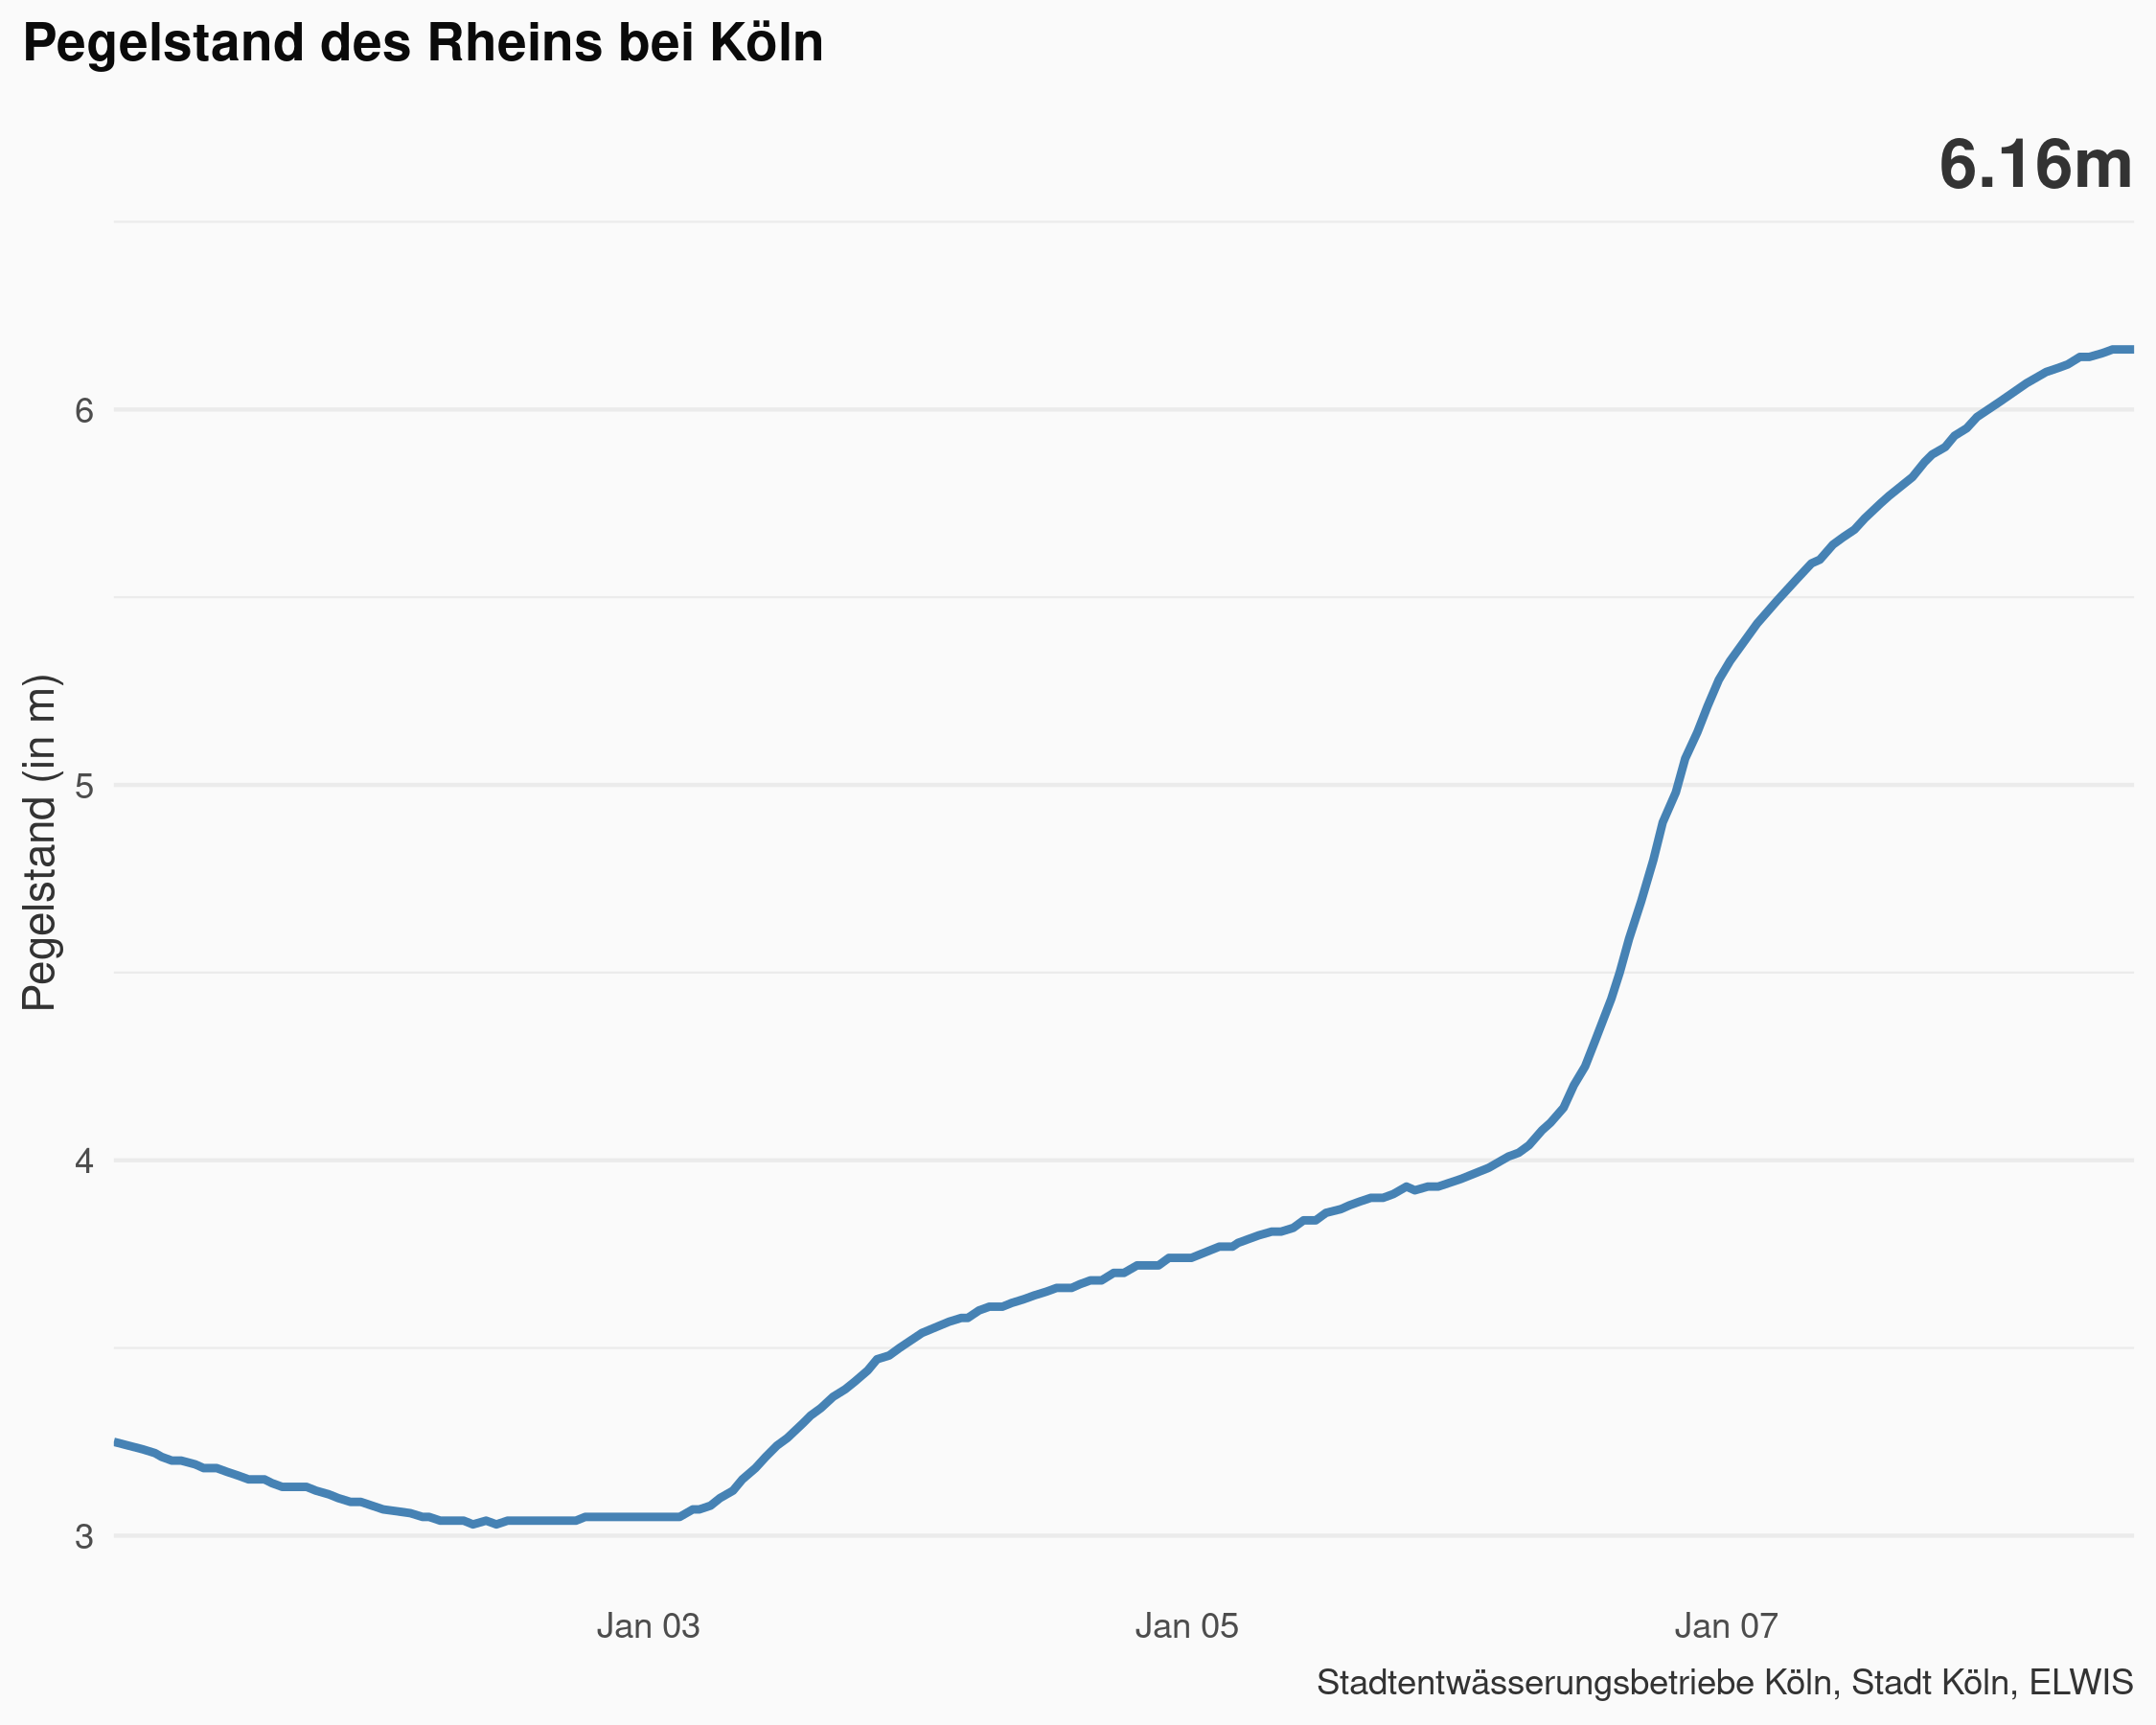 Pegelstand des Rheins bei Köln
6.16m
Pegelstand (in m)
6
5
4
3
Jan 03
Jan 05
Jan 07
Stadtentwässerungsbetriebe Köln, Stadt Köln, ELWIS